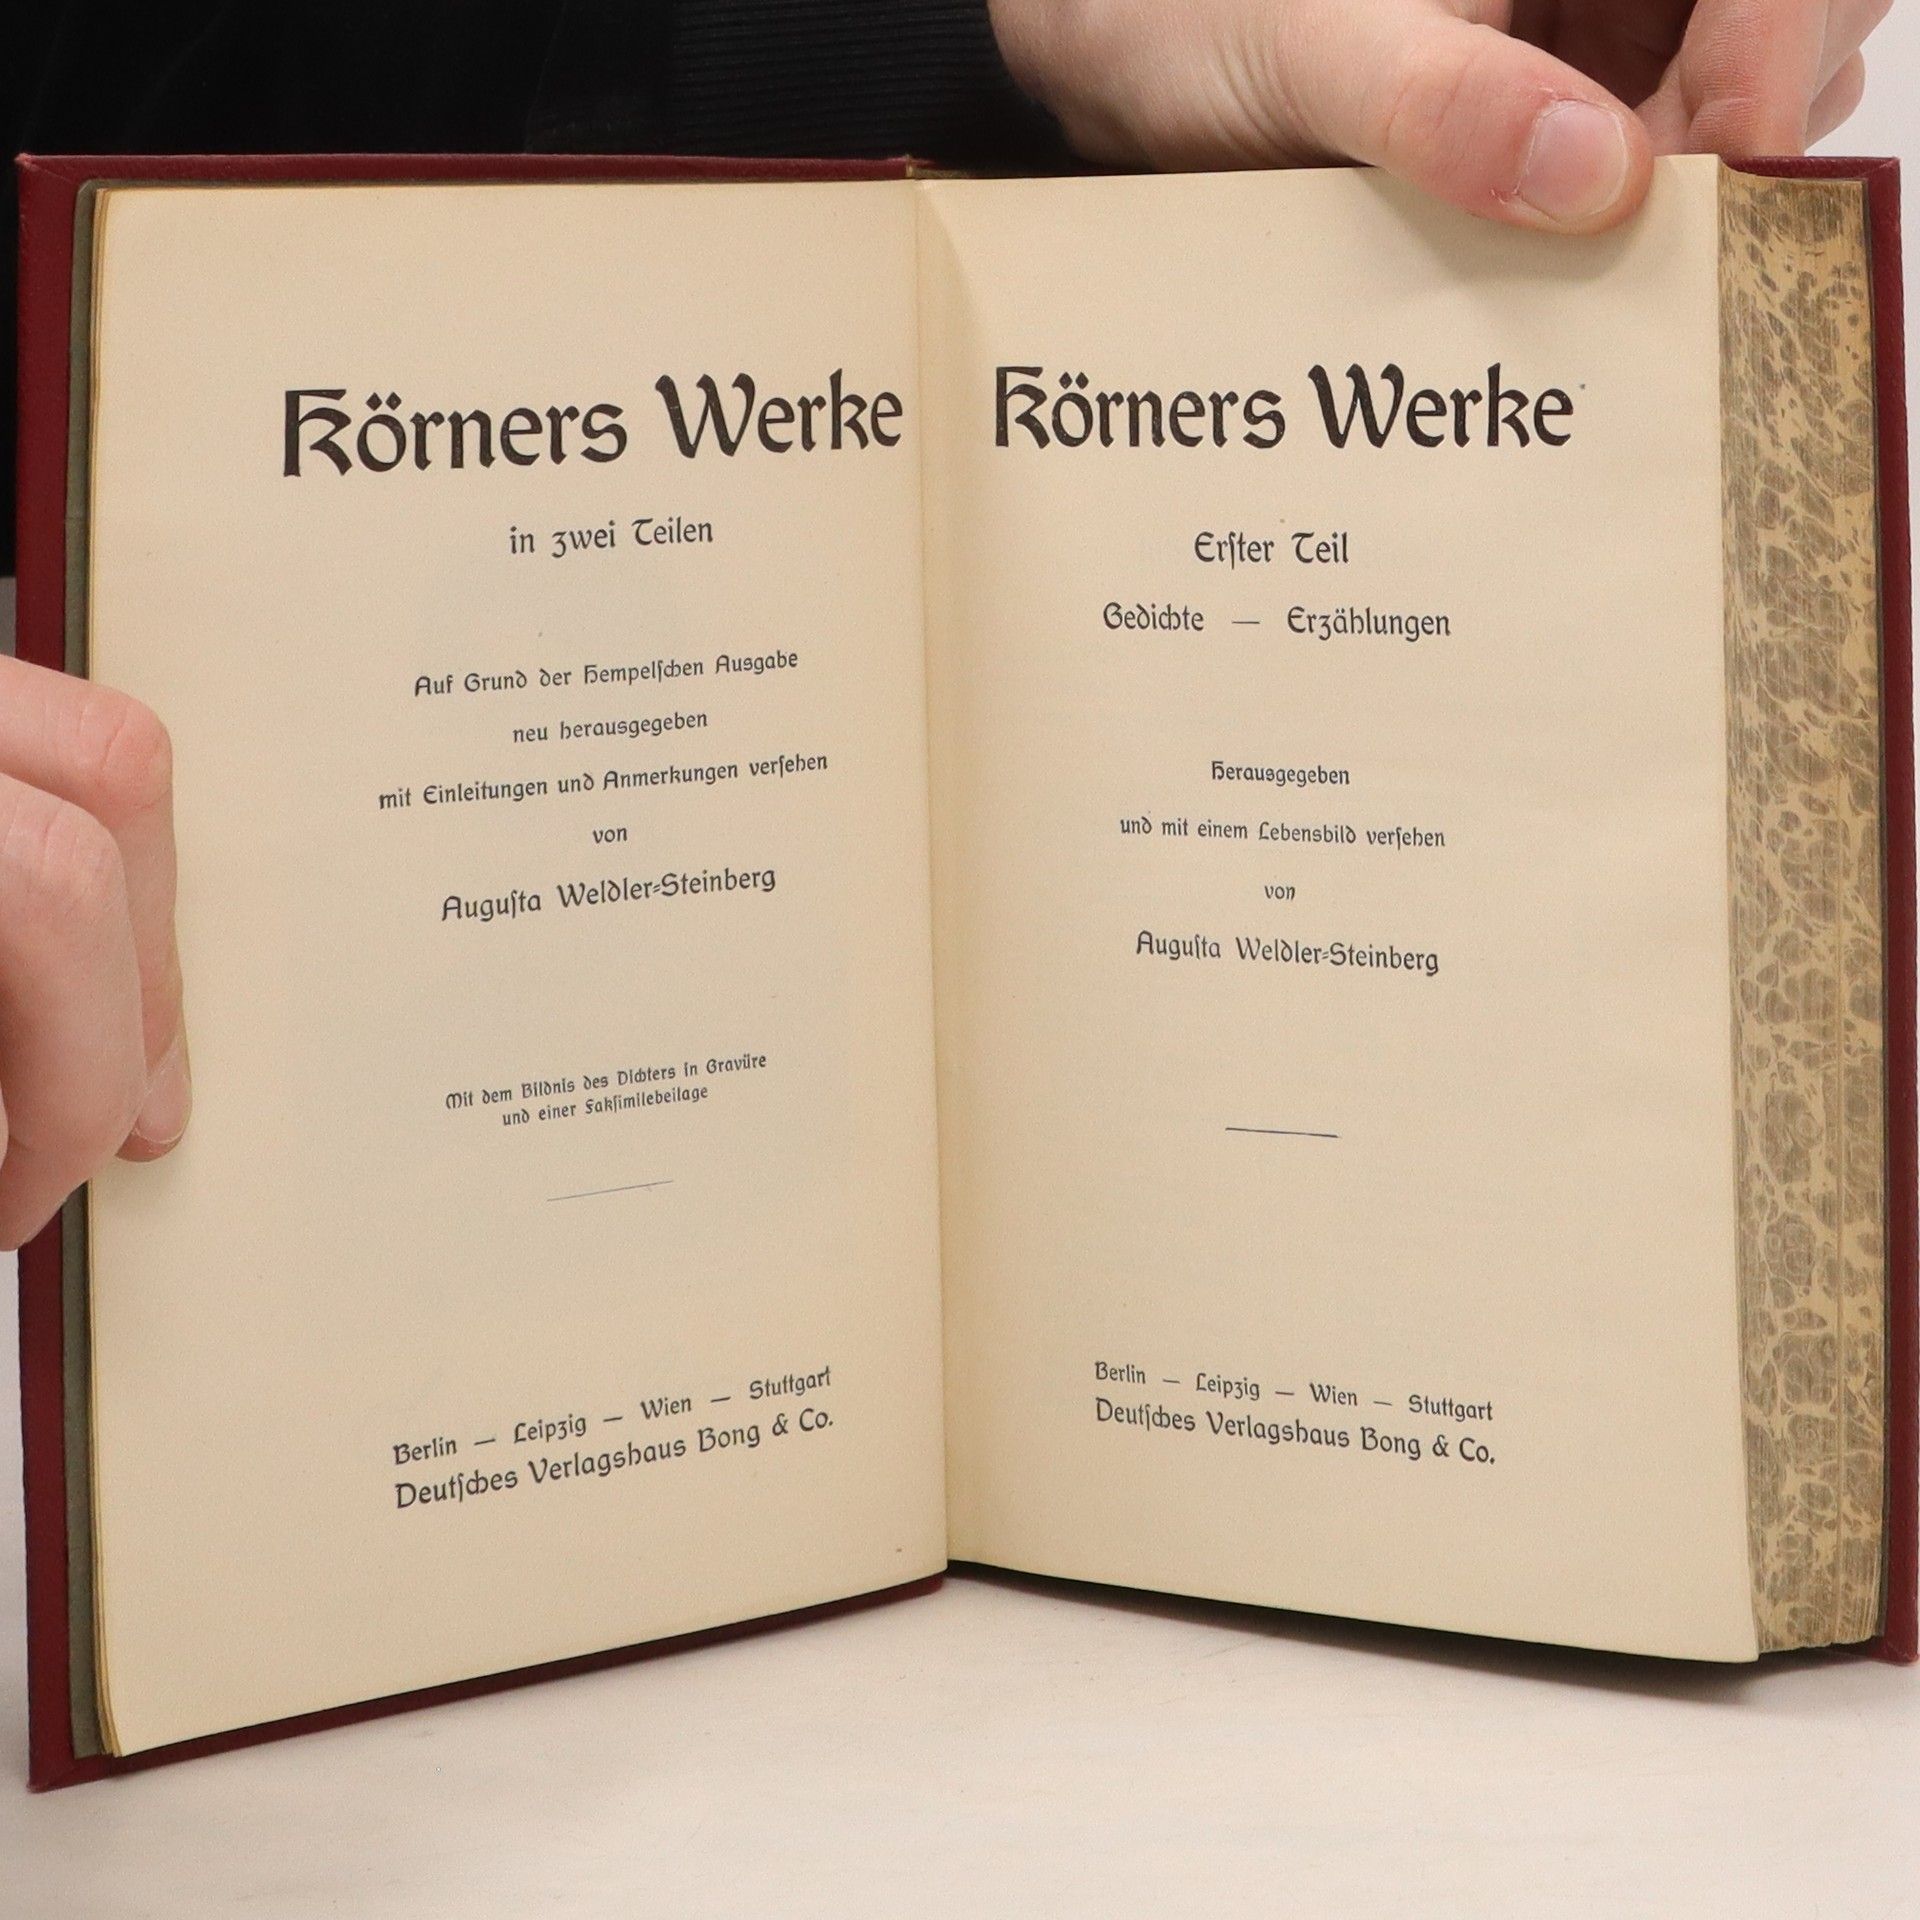 Körners Werke
in zwei Teilen
Auf Grund der Hempelſchen Ausgabe
neu herausgegeben
mit Einleitungen und Anmerkungen verſehen
von
Auguſta Weldler-Steinberg
Mit dem Bildnis des Dichters in Gravüre
und einer Fakſimilebeilage
Berlin — Leipzig — Wien — Stuttgart
Deutſches Verlagshaus Bong & Co.
Körners Werke
Erſter Teil
Gedichte — Erzählungen
Herausgegeben
und mit einem Lebensbild verſehen
von
Auguſta Weldler-Steinberg
Berlin — Leipzig — Wien — Stuttgart
Deutſches Verlagshaus Bong & Co.